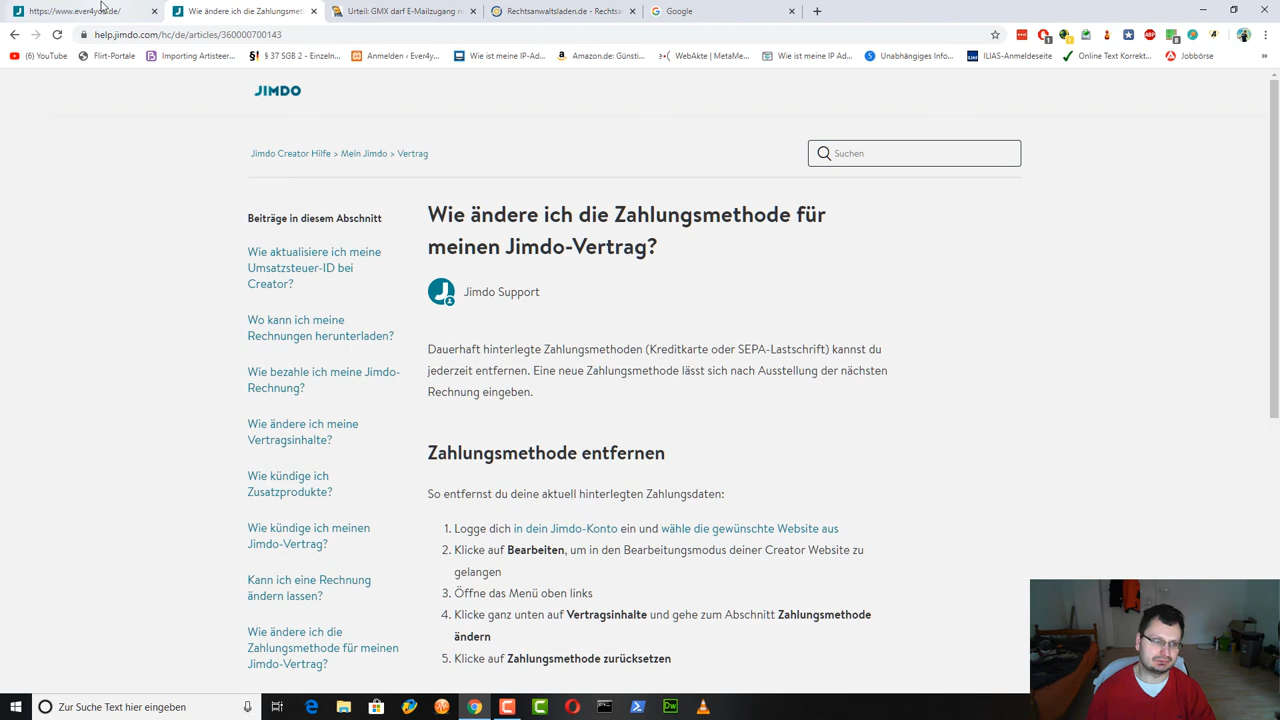 Wie ändere ich die Zahlungsmet
Urteil: GMX darf E-Mailzugang n
Rechtsanwaltsladen.de - Rechtsa
Google
help.jimdo.com/hc/de/articles/360000700143
(6) YouTube
Flirt-Portale
Importing Artisteer...
§ 37 SGB 2 - Einzeln...
Anmelden ‹ Ever4y...
Wie ist meine IP-Ad...
Amazon.de: Günsti...
WebAkte | MetaMe...
Wie ist meine IP Ad...
Unabhängiges Info...
ILIAS-Anmeldeseite
Online Text Korrekt...
Jobbörse
JIMDO
Jimdo Creator Hilfe > Mein Jimdo > Vertrag
Suchen
Beiträge in diesem Abschnitt
Wie aktualisiere ich meine
Umsatzsteuer-ID bei
Creator?
Wo kann ich meine
Rechnungen herunterladen?
Wie bezahle ich meine Jimdo-
Rechnung?
Wie ändere ich meine
Vertragsinhalte?
Wie kündige ich
Zusatzprodukte?
Wie kündige ich meinen
Jimdo-Vertrag?
Kann ich eine Rechnung
ändern lassen?
Wie ändere ich die
Zahlungsmethode für meinen
Jimdo-Vertrag?
Wie ändere ich die Zahlungsmethode für
meinen Jimdo-Vertrag?
Jimdo Support
Dauerhaft hinterlegte Zahlungsmethoden (Kreditkarte oder SEPA-Lastschrift) kannst du
jederzeit entfernen. Eine neue Zahlungsmethode lässt sich nach Ausstellung der nächsten
Rechnung eingeben.
Zahlungsmethode entfernen
So entfernst du deine aktuell hinterlegten Zahlungsdaten:
1. Logge dich in dein Jimdo-Konto ein und wähle die gewünschte Website aus
2. Klicke auf Bearbeiten, um in den Bearbeitungsmodus deiner Creator Website zu
gelangen
3. Öffne das Menü oben links
4. Klicke ganz unten auf Vertragsinhalte und gehe zum Abschnitt Zahlungsmethode
ändern
5. Klicke auf Zahlungsmethode zurücksetzen
Zur Suche Text hier eingeben